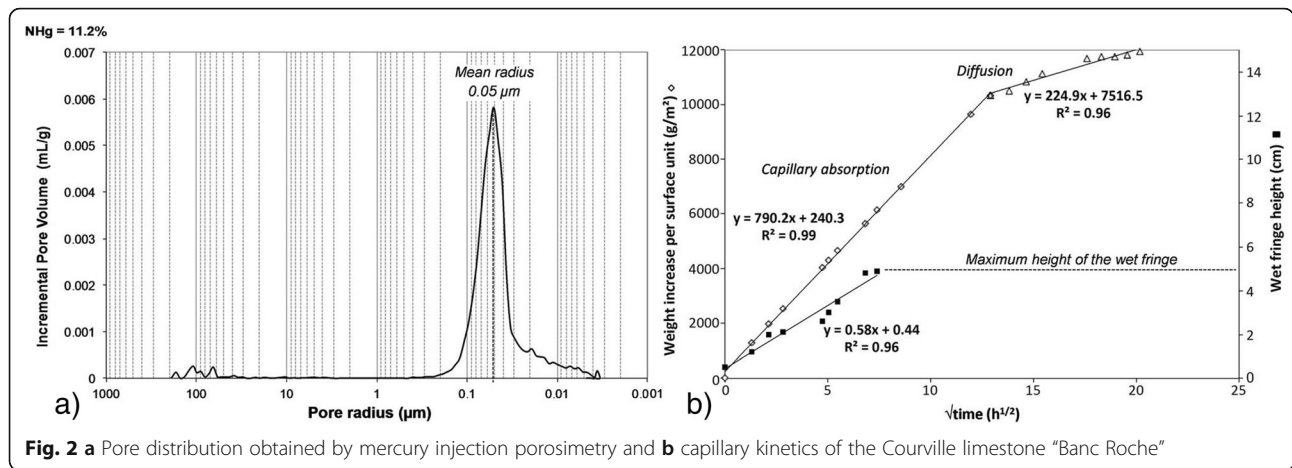 NHg = 11.2%
0.007
0.006
0.005
0.004
0.003
0.002
0.001
0
Incremental Pore Volume (mL/g)
Mean radius
0.05 µm
1000
100
10
1
0.1
0.01
0.001
Pore radius (µm)
a)
12000
10000
8000
6000
4000
2000
0
Weight increase per surface unit (g/m²) ◇
Diffusion
y = 224.9x + 7516.5
R² = 0.96
Capillary absorption
y = 790.2x + 240.3
R² = 0.99
Maximum height of the wet fringe
y = 0.58x + 0.44
R² = 0.96
14
12
10
8
6
4
2
0
Wet fringe height (cm) ■
0
5
10
15
20
25
√time (h1/2)
b)
Fig. 2 a Pore distribution obtained by mercury injection porosimetry and b capillary kinetics of the Courville limestone “Banc Roche”